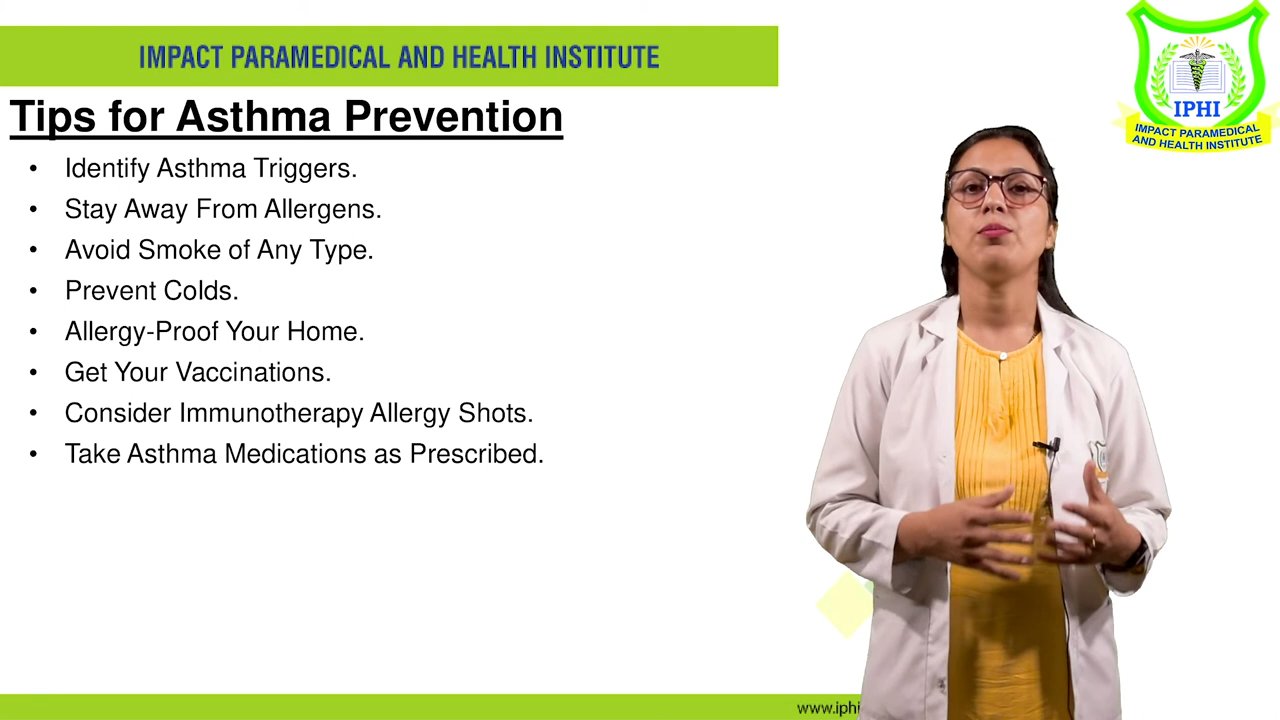 IMPACT PARAMEDICAL AND HEALTH INSTITUTE
IPHI
IMPACT PARAMEDICAL
AND HEALTH INSTITUTE
Tips for Asthma Prevention
• Identify Asthma Triggers.
• Stay Away From Allergens.
• Avoid Smoke of Any Type.
• Prevent Colds.
• Allergy-Proof Your Home.
• Get Your Vaccinations.
• Consider Immunotherapy Allergy Shots.
• Take Asthma Medications as Prescribed.
www.iphi